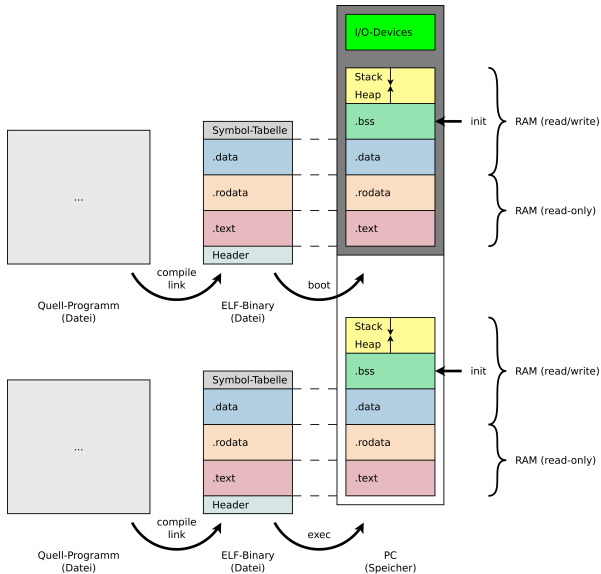 I/O-Devices
Stack
Heap
.bss
init
RAM (read/write)
Symbol-Tabelle
.data
.data
...
.rodata
.rodata
RAM (read-only)
.text
.text
Header
compile
link
boot
Quell-Programm
(Datei)
ELF-Binary
(Datei)
Stack
Heap
.bss
init
RAM (read/write)
Symbol-Tabelle
.data
.data
...
.rodata
.rodata
RAM (read-only)
.text
.text
Header
compile
link
exec
Quell-Programm
(Datei)
ELF-Binary
(Datei)
PC
(Speicher)